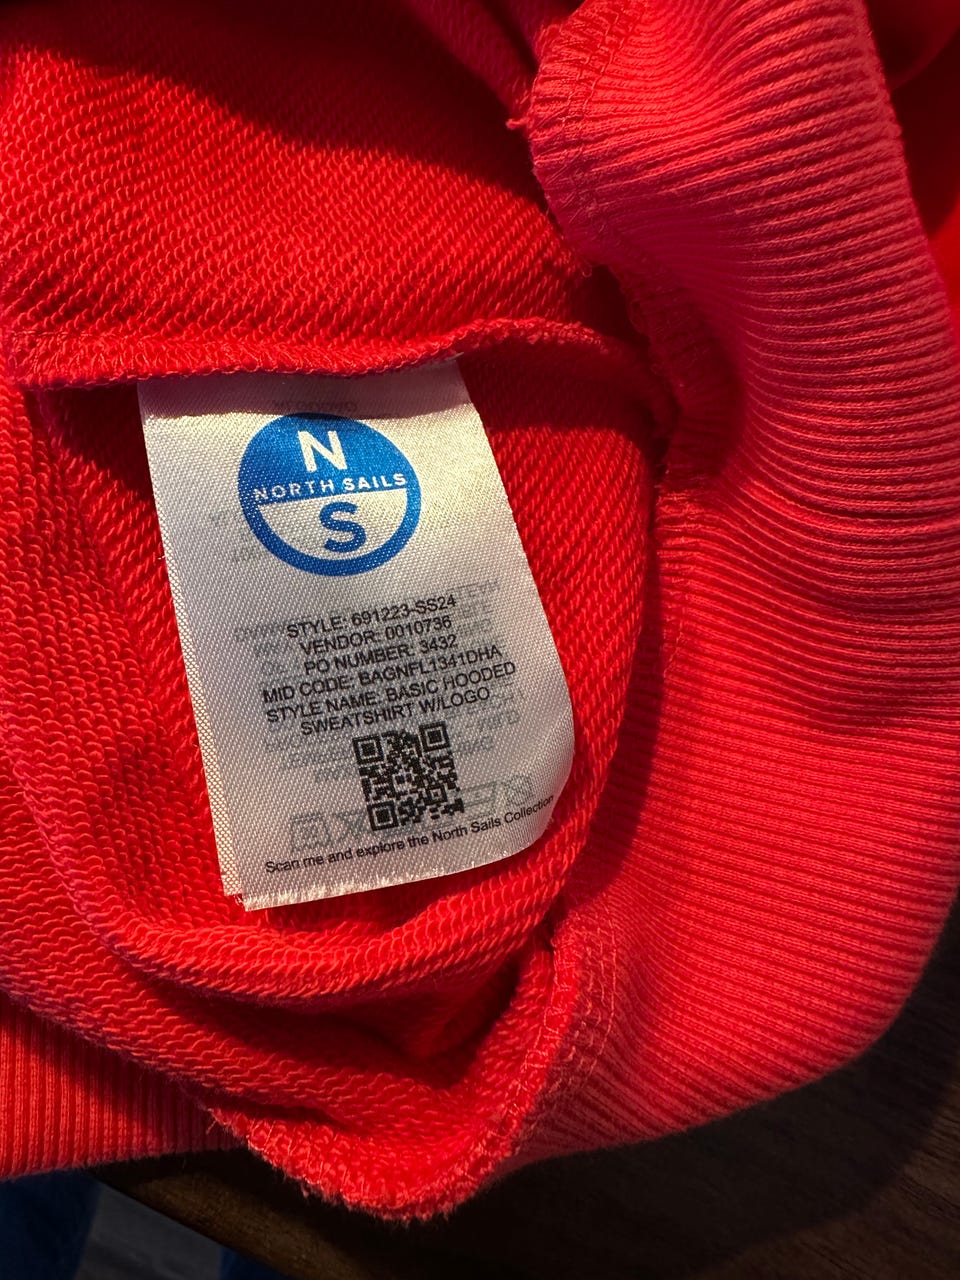 N
NORTH SAILS
S
STYLE: 691223-SS24
VENDOR: 0010736
PO NUMBER: 3432
MID CODE: BAGNFL1341DHA
STYLE NAME: BASIC HOODED
SWEATSHIRT W/LOGO
Scan me and explore the North Sails Collection